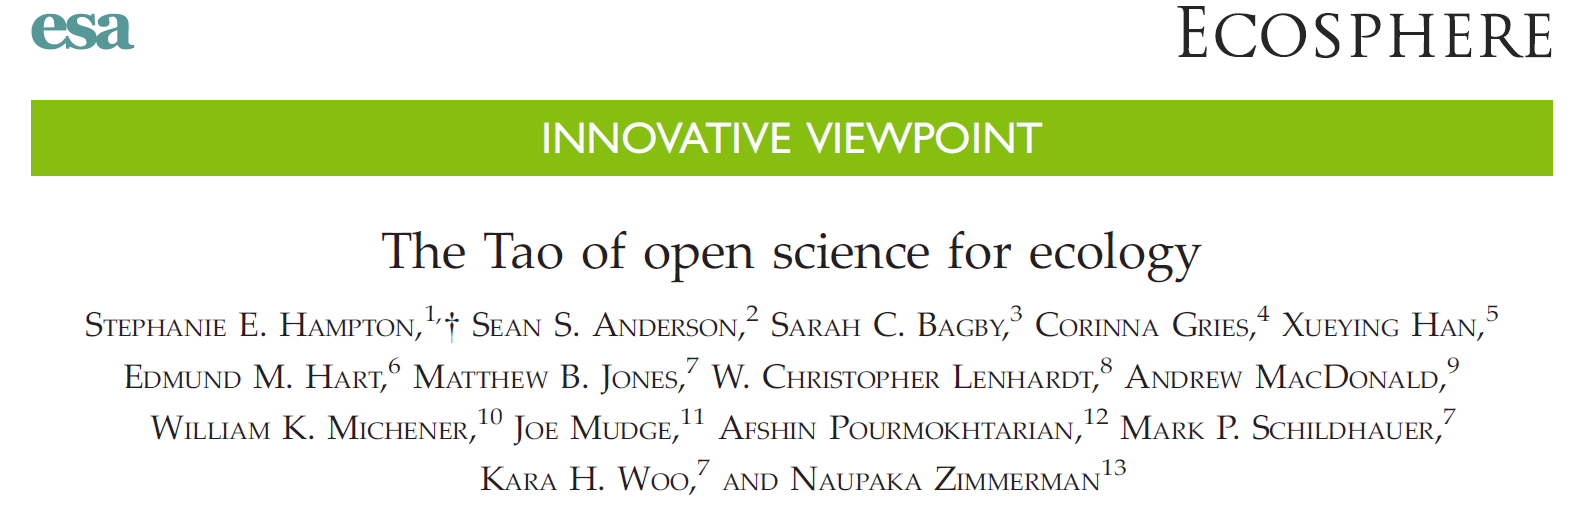 esa
ECOSPHERE
INNOVATIVE VIEWPOINT
The Tao of open science for ecology
STEPHANIE E. HAMPTON,1,† SEAN S. ANDERSON,2 SARAH C. BAGBY,3 CORINNA GRIES,4 XUEYING HAN,5
EDMUND M. HART,6 MATTHEW B. JONES,7 W. CHRISTOPHER LENHARDT,8 ANDREW MACDONALD,9
WILLIAM K. MICHENER,10 JOE MUDGE,11 AFSHIN POURMOKHTARIAN,12 MARK P. SCHILDHAUER,7
KARA H. WOO,7 AND NAUPAKA ZIMMERMAN13